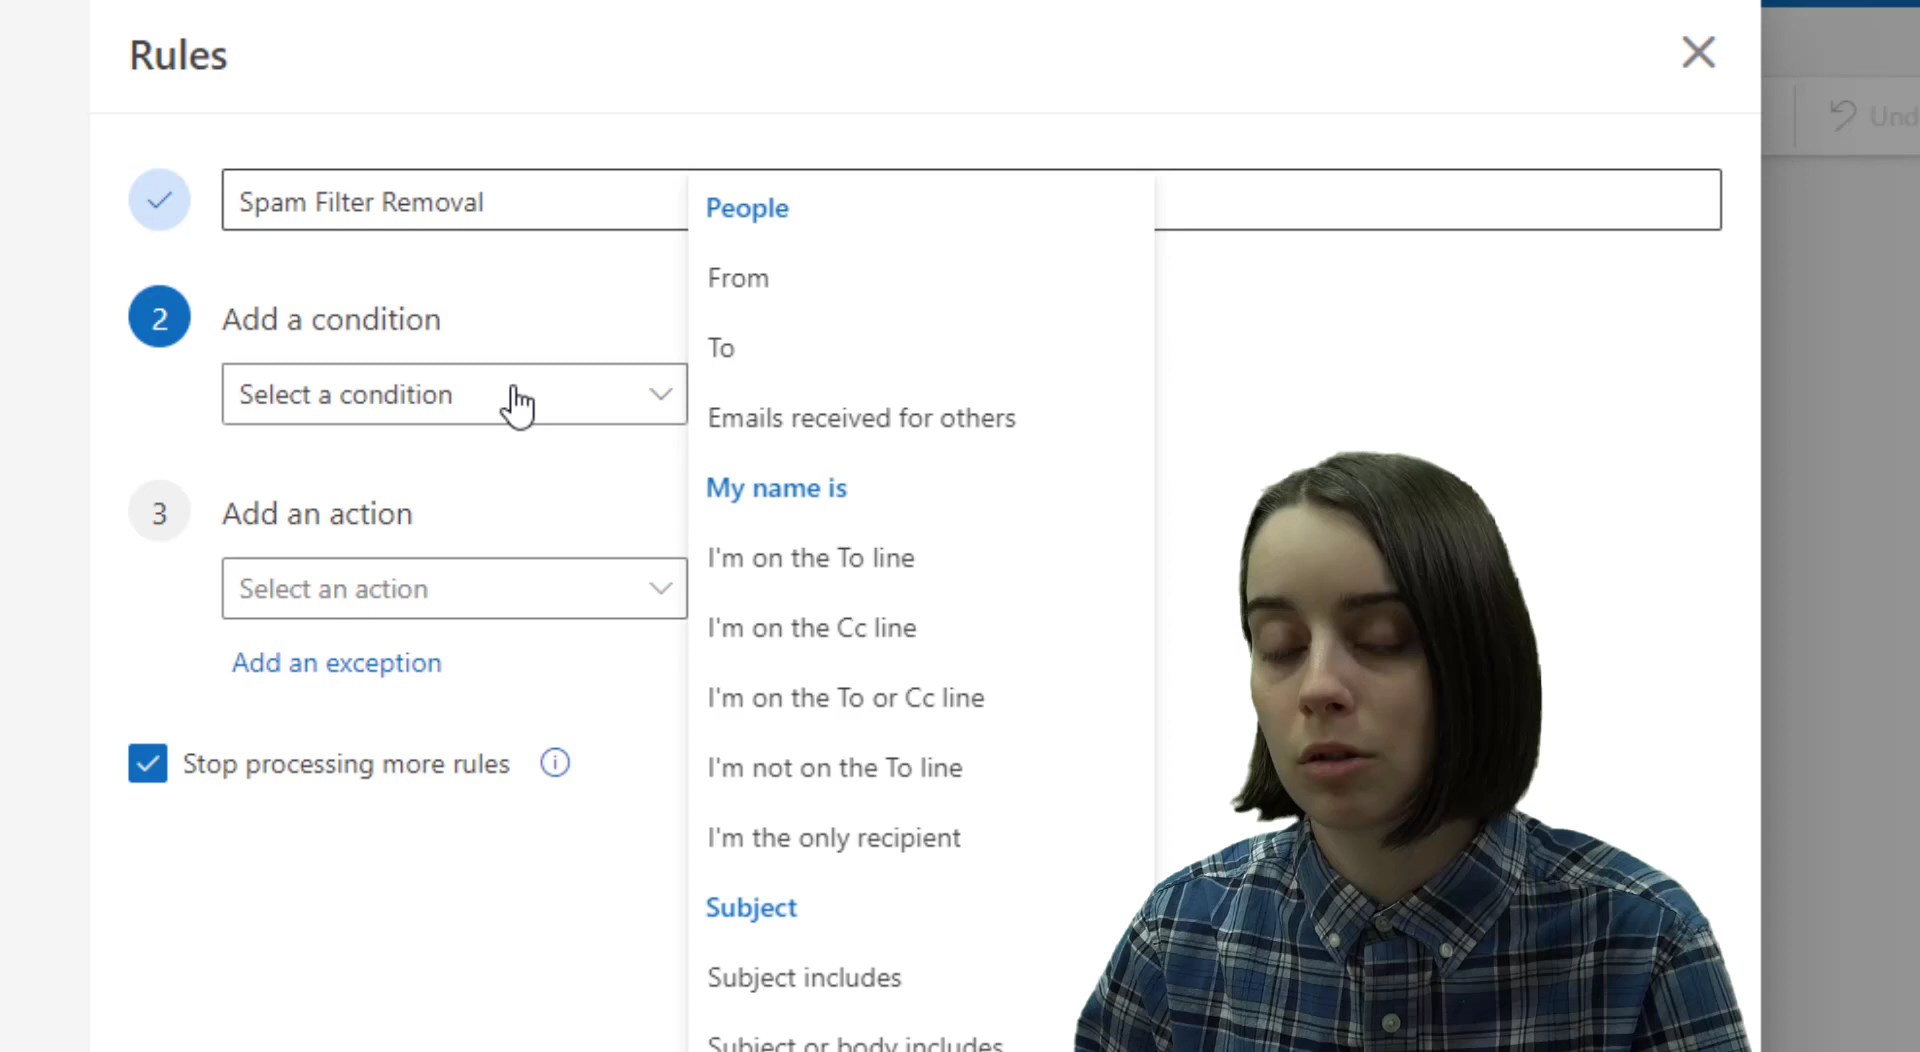 Rules
Und
Spam Filter Removal
2
Add a condition
Select a condition
3
Add an action
Select an action
Add an exception
Stop processing more rules
People
From
To
Emails received for others
My name is
I'm on the To line
I'm on the Cc line
I'm on the To or Cc line
I'm not on the To line
I'm the only recipient
Subject
Subject includes
Subject or body includes